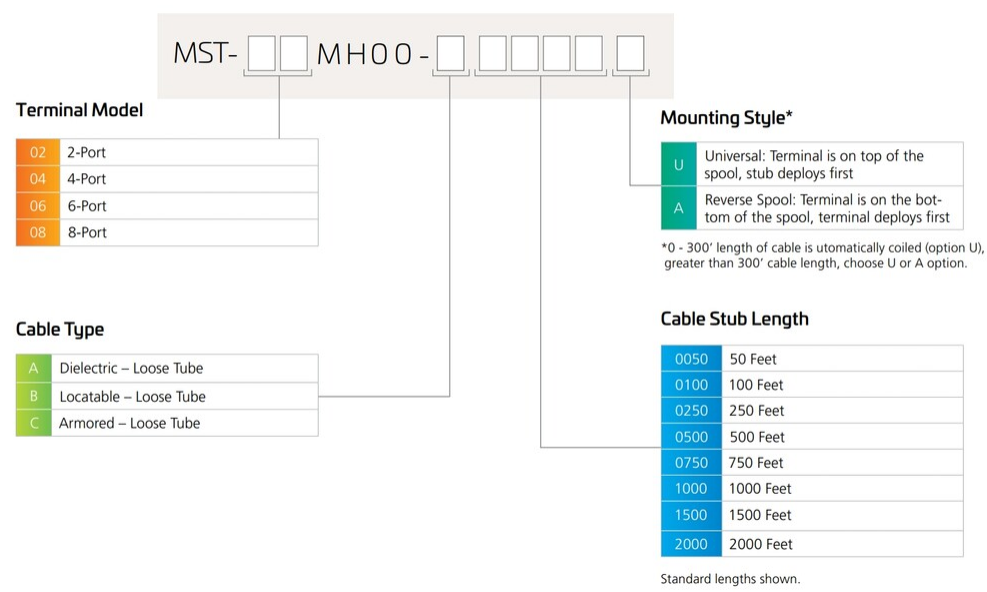 MST- MH00-
Terminal Model
02 2-Port
04 4-Port
06 6-Port
08 8-Port
Cable Type
A Dielectric – Loose Tube
B Locatable – Loose Tube
C Armored – Loose Tube
Mounting Style*
U Universal: Terminal is on top of the
spool, stub deploys first
A Reverse Spool: Terminal is on the bot-
tom of the spool, terminal deploys first
*0 - 300’ length of cable is utomatically coiled (option U),
greater than 300’ cable length, choose U or A option.
Cable Stub Length
0050 50 Feet
0100 100 Feet
0250 250 Feet
0500 500 Feet
0750 750 Feet
1000 1000 Feet
1500 1500 Feet
2000 2000 Feet
Standard lengths shown.